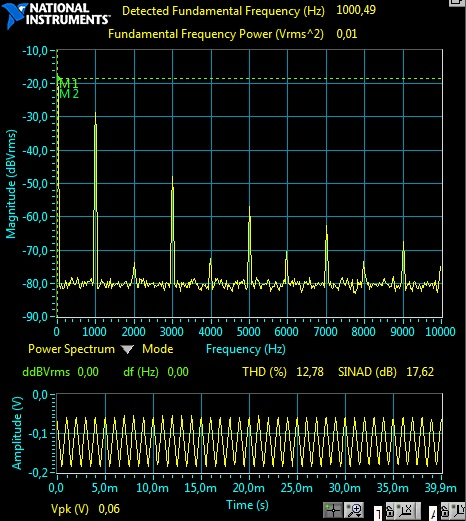 NATIONAL
INSTRUMENTS
Detected Fundamental Frequency (Hz) 1000,49
Fundamental Frequency Power (Vrms^2) 0,01
Magnitude (dBVrms)
-10,0
-20,0
-30,0
-40,0
-50,0
-60,0
-70,0
-80,0
-90,0
M 1
M 2
0 1000 2000 3000 4000 5000 6000 7000 8000 9000 10000
Power Spectrum Mode Frequency (Hz)
ddBVrms 0,00 df (Hz) 0,00 THD (%) 12,78 SINAD (dB) 17,62
Amplitude (V)
0,0
-0,1
-0,2
0,0 5,0m 10,0m 15,0m 20,0m 25,0m 30,0m 35,0m 39,9m
Vpk (V) 0,06 Time (s)